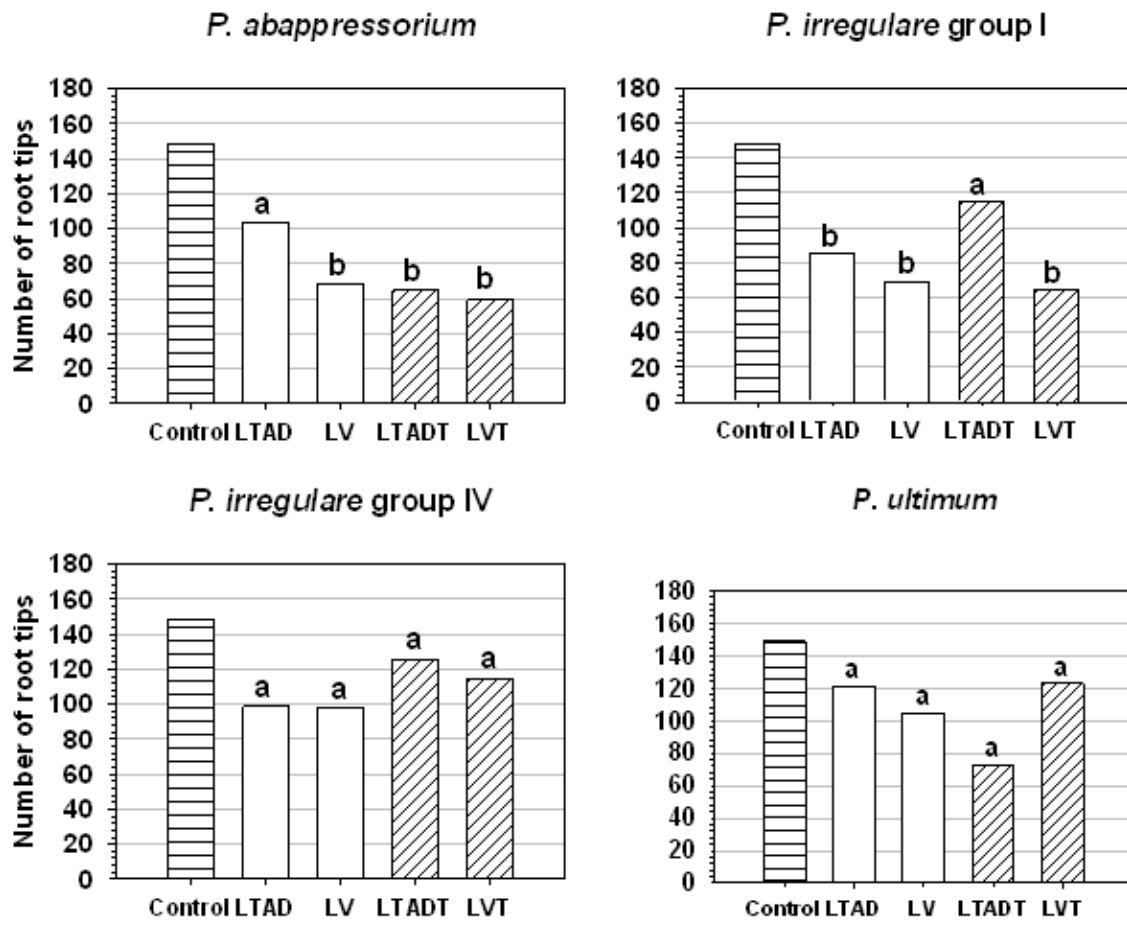 P. abappressorium
Number of root tips
180
160
140
120
100
80
60
40
20
0
a
b
b
b
Control LTAD LV LTADT LVT
P. irregulare group I
180
160
140
120
100
80
60
40
20
0
b
b
a
b
Control LTAD LV LTADT LVT
P. irregulare group IV
Number of root tips
180
160
140
120
100
80
60
40
20
0
a
a
a
a
Control LTAD LV LTADT LVT
P. ultimum
180
160
140
120
100
80
60
40
20
0
a
a
a
a
Control LTAD LV LTADT LVT